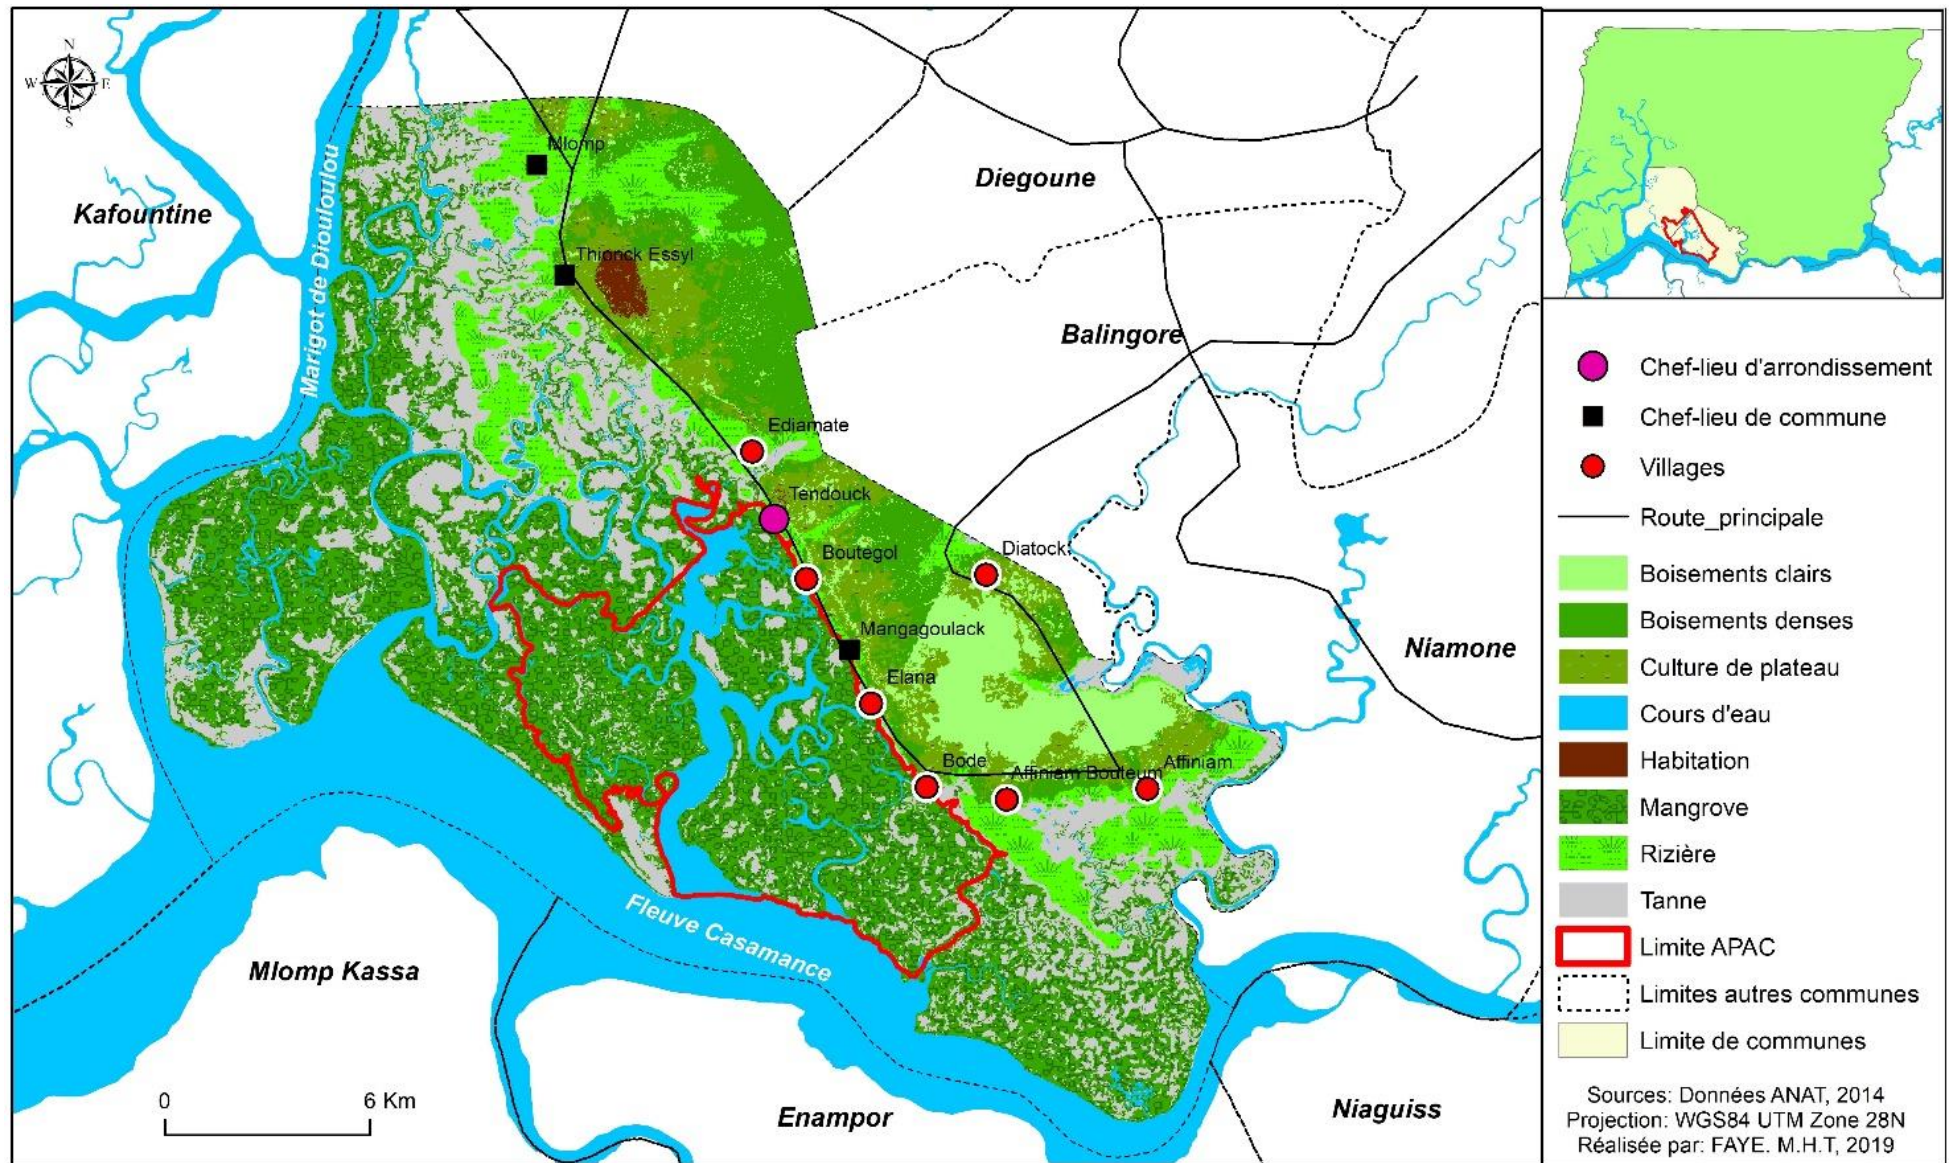 N
W
E
S
Kafountine
Marigot de Diouloulou
Mlomp
Thionck Essyl
Diegoune
Balingore
Ediamate
Tendouck
Boutegol
Diatock
Mangagoulack
Elana
Bode
Affiniam Bouteum
Affiniam
Niamone
Fleuve Casamance
Mlomp Kassa
Enampor
Niaguiss
0 6 Km
Chef-lieu d'arrondissement
Chef-lieu de commune
Villages
Route_principale
Boisements clairs
Boisements denses
Culture de plateau
Cours d'eau
Habitation
Mangrove
Rizière
Tanne
Limite APAC
Limites autres communes
Limite de communes
Sources: Données ANAT, 2014
Projection: WGS84 UTM Zone 28N
Réalisée par: FAYE. M.H.T, 2019